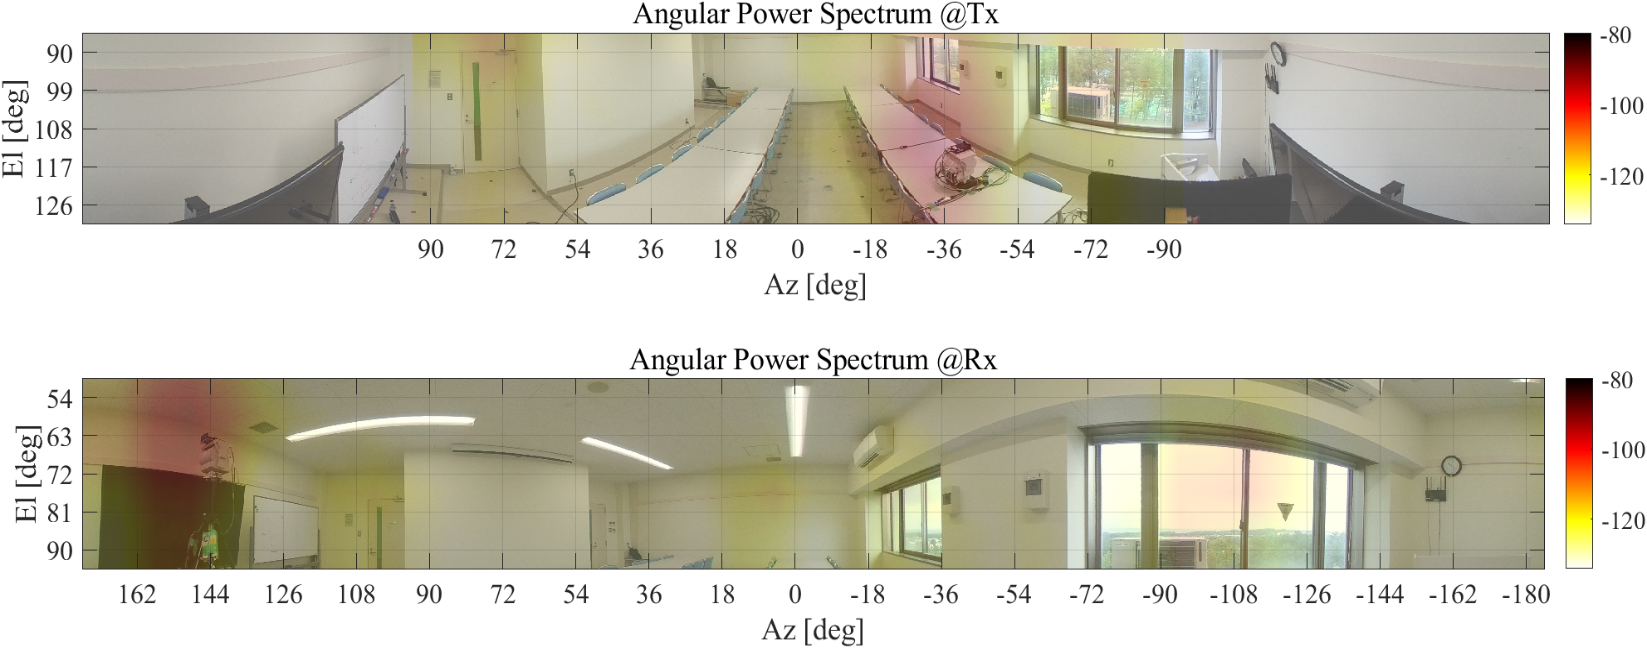 Angular Power Spectrum @Tx
90
99
108
117
126
El [deg]
90 72 54 36 18 0 -18 -36 -54 -72 -90
Az [deg]
-80
-100
-120
Angular Power Spectrum @Rx
54
63
72
81
90
El [deg]
162 144 126 108 90 72 54 36 18 0 -18 -36 -54 -72 -90 -108 -126 -144 -162 -180
Az [deg]
-80
-100
-120